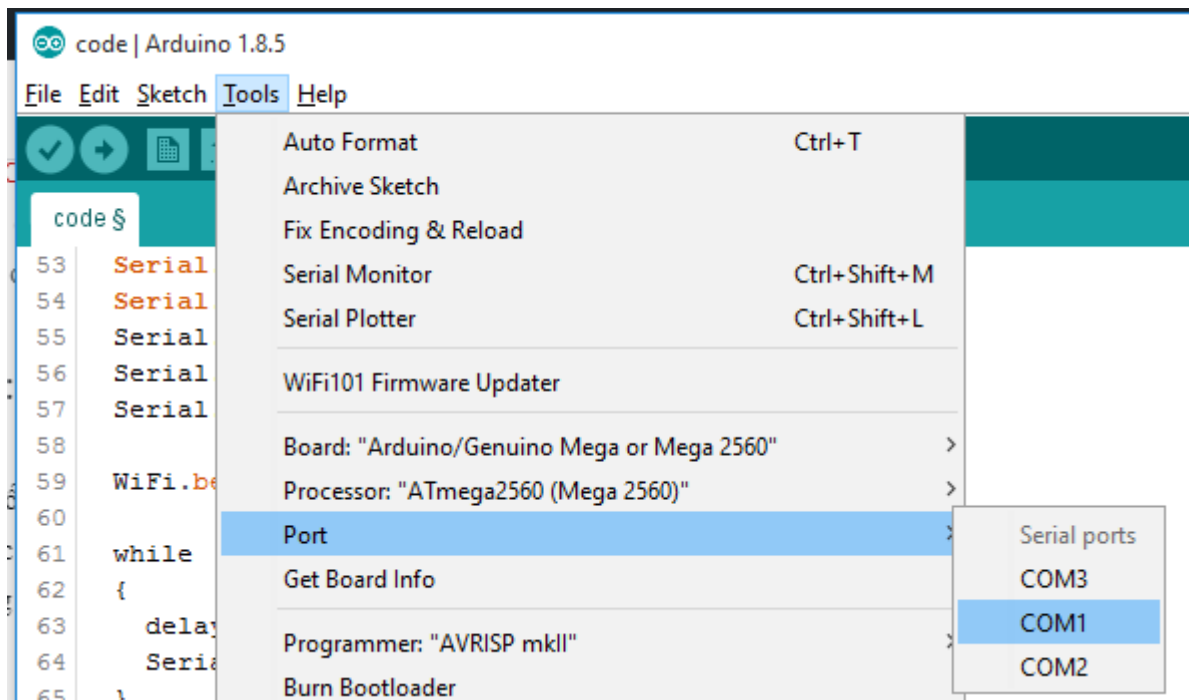 code | Arduino 1.8.5
File Edit Sketch Tools Help
code §
Auto Format Ctrl+T
Archive Sketch
Fix Encoding & Reload
Serial Monitor Ctrl+Shift+M
Serial Plotter Ctrl+Shift+L
WiFi101 Firmware Updater
Board: "Arduino/Genuino Mega or Mega 2560"
Processor: "ATmega2560 (Mega 2560)"
Port
Get Board Info
Programmer: "AVRISP mkII"
Burn Bootloader
Serial ports
COM3
COM1
COM2
53 Serial
54 Serial
55 Serial
56 Serial
57 Serial
58
59 WiFi.be
60
61 while
62 {
63 delay
64 Seria
65 }